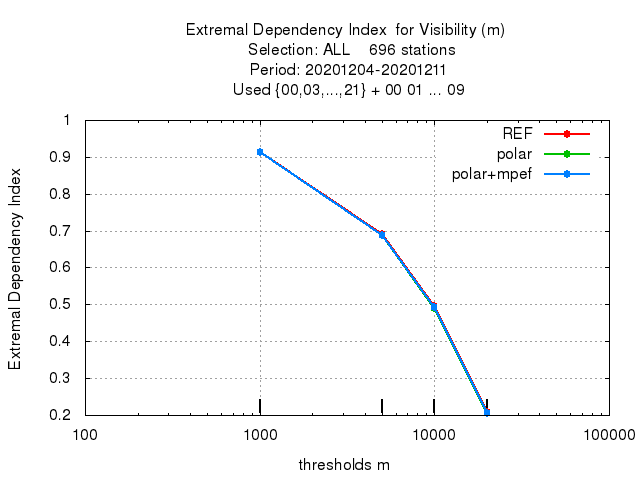 Extremal Dependency Index  for Visibility (m)
Selection: ALL    696 stations
Period: 20201204-20201211
Used {00,03,...,21} + 00 01 ... 09
Extremal Dependency Index
1
0.9
0.8
0.7
0.6
0.5
0.4
0.3
0.2
REF
polar
polar+mpef
100
1000
10000
100000
thresholds m